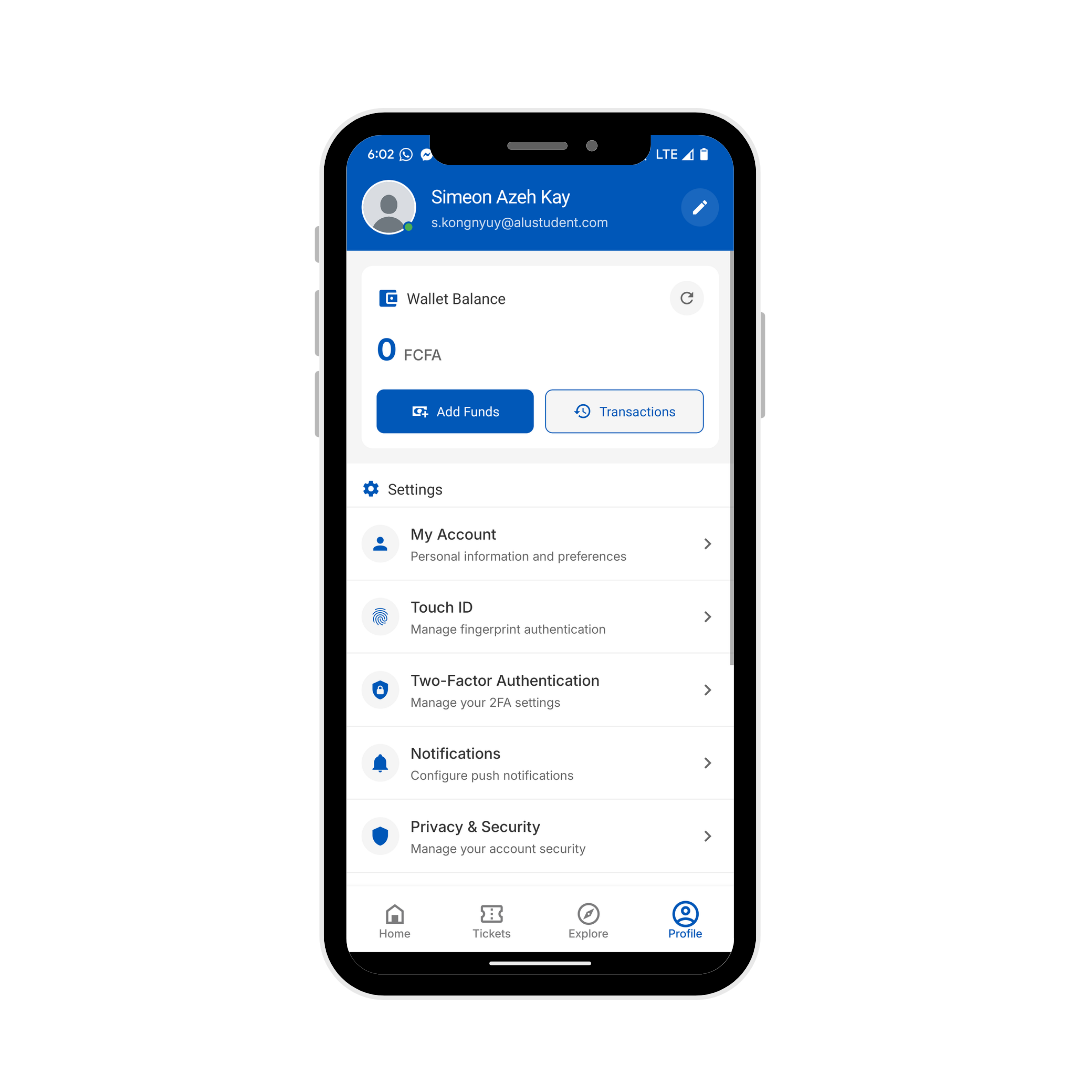 6:02 LTE
Simeon Azeh Kay
s.kongnyuy@alustudent.com
Wallet Balance
0 FCFA
Add Funds Transactions
Settings
My Account
Personal information and preferences
Touch ID
Manage fingerprint authentication
Two-Factor Authentication
Manage your 2FA settings
Notifications
Configure push notifications
Privacy & Security
Manage your account security
Home Tickets Explore Profile